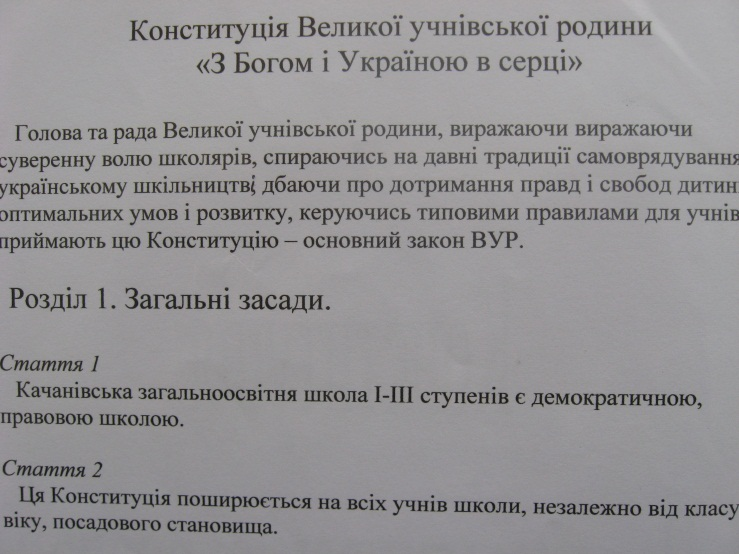 Конституція Великої учнівської родини
«З Богом і Україною в серці»
Голова та рада Великої учнівської родини, виражаючи виражаючи
суверенну волю школярів, спираючись на давні традиції самоврядування
українському шкільництві; дбаючи про дотримання правд і свобод дитин
оптимальних умов і розвитку, керуючись типовими правилами для учнів
приймають цю Конституцію – основний закон ВУР.
Розділ 1. Загальні засади.
Стаття 1
Качанівська загальноосвітня школа І-ІІІ ступенів є демократичною,
правовою школою.
Стаття 2
Ця Конституція поширюється на всіх учнів школи, незалежно від класу
віку, посадового становища.